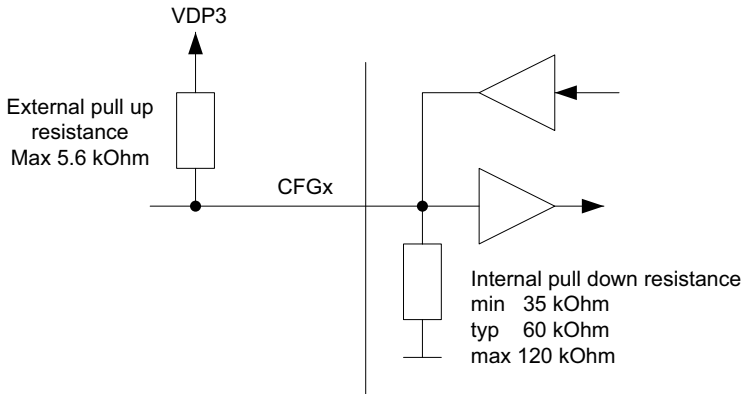 VDP3
External pull up
resistance
Max 5.6 kOhm
CFGx
Internal pull down resistance
min 35 kOhm
typ 60 kOhm
max 120 kOhm